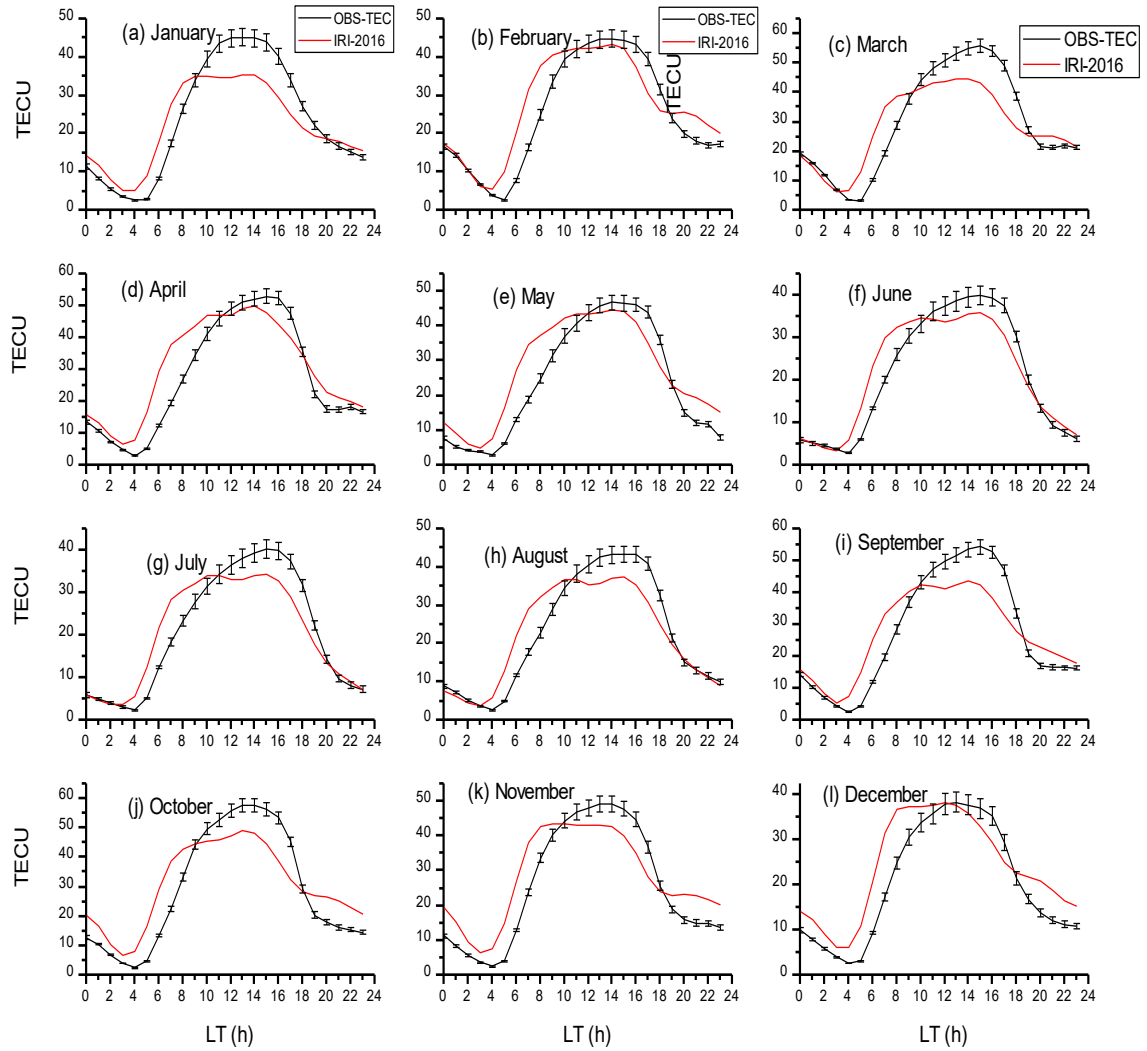 (a) January
OBS-TEC
IRI-2016
TECU
50
40
30
20
10
0
0 2 4 6 8 10 12 14 16 18 20 22 24
(b) February
OBS-TEC
IRI-2016
50
40
30
20
10
0
0 2 4 6 8 10 12 14 16 18 20 22 24
(c) March
OBS-TEC
IRI-2016
TECU
70
60
50
40
30
20
10
0
0 2 4 6 8 10 12 14 16 18 20 22 24
(d) April
TECU
60
50
40
30
20
10
0
0 2 4 6 8 10 12 14 16 18 20 22 24
(e) May
50
40
30
20
10
0
0 2 4 6 8 10 12 14 16 18 20 22 24
(f) June
40
30
20
10
0
0 2 4 6 8 10 12 14 16 18 20 22 24
(g) July
TECU
40
30
20
10
0
0 2 4 6 8 10 12 14 16 18 20 22 24
(h) August
50
40
30
20
10
0
0 2 4 6 8 10 12 14 16 18 20 22 24
(i) September
60
50
40
30
20
10
0
0 2 4 6 8 10 12 14 16 18 20 22 24
(j) October
TECU
60
50
40
30
20
10
0
0 2 4 6 8 10 12 14 16 18 20 22 24
LT (h)
(k) November
50
40
30
20
10
0
0 2 4 6 8 10 12 14 16 18 20 22 24
LT (h)
(l) December
40
30
20
10
0
0 2 4 6 8 10 12 14 16 18 20 22 24
LT (h)